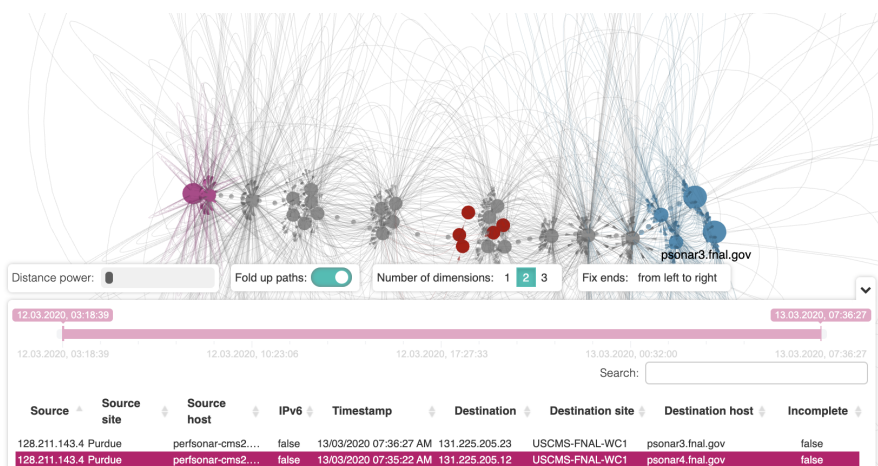 psonar3.fnal.gov
Distance power: Fold up paths: Number of dimensions: 1 2 3 Fix ends: from left to right
12.03.2020, 03:18:39 13.03.2020, 07:36:27
12.03.2020, 03:18:39 12.03.2020, 10:23:06 12.03.2020, 17:27:33 13.03.2020, 00:32:00 13.03.2020, 07:36:27
Search:
Source Source site Source host IPv6 Timestamp Destination Destination site Destination host Incomplete
128.211.143.4 Purdue perfsonar-cms2.... false 13/03/2020 07:36:27 AM 131.225.205.23 USCMS-FNAL-WC1 psonar3.fnal.gov false
128.211.143.4 Purdue perfsonar-cms2.... false 13/03/2020 07:35:22 AM 131.225.205.12 USCMS-FNAL-WC1 psonar4.fnal.gov false